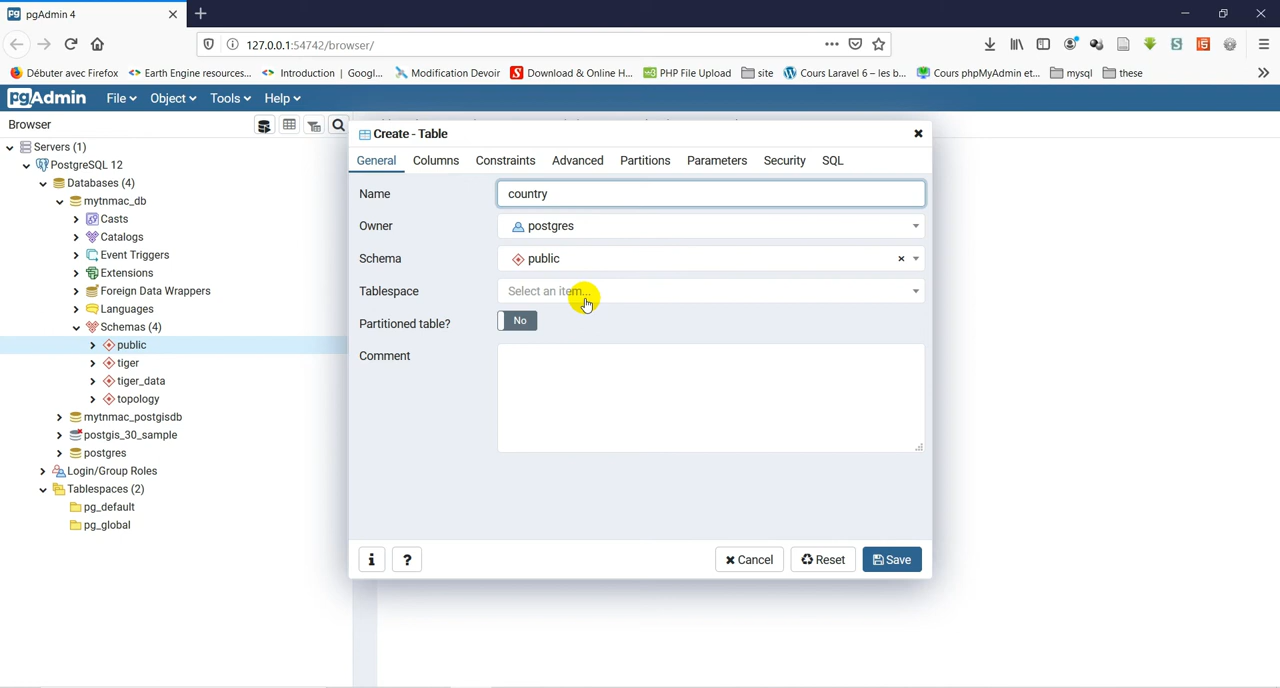 pgAdmin 4
127.0.0.1:54742/browser/
Débuter avec Firefox <> Earth Engine resources... <> Introduction | Googl... Modification Devoir Download & Online H... PHP File Upload site Cours Laravel 6 – les b... Cours phpMyAdmin et... mysql these
pgAdmin File Object Tools Help
Browser
Servers (1)
PostgreSQL 12
Databases (4)
mytnmac_db
Casts
Catalogs
Event Triggers
Extensions
Foreign Data Wrappers
Languages
Schemas (4)
public
tiger
tiger_data
topology
mytnmac_postgisdb
postgis_30_sample
postgres
Login/Group Roles
Tablespaces (2)
pg_default
pg_global
Create - Table
General Columns Constraints Advanced Partitions Parameters Security SQL
Name country
Owner postgres
Schema public
Tablespace Select an item...
Partitioned table? No
Comment
i ? Cancel Reset Save